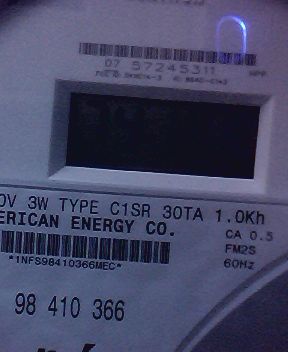 07 57245311
0V 3W TYPE C1SR 30TA 1.0Kh
ERICAN ENERGY CO.
CA 0.5
FM2S
60Hz
*1NFS98410366MEC*
98 410 366